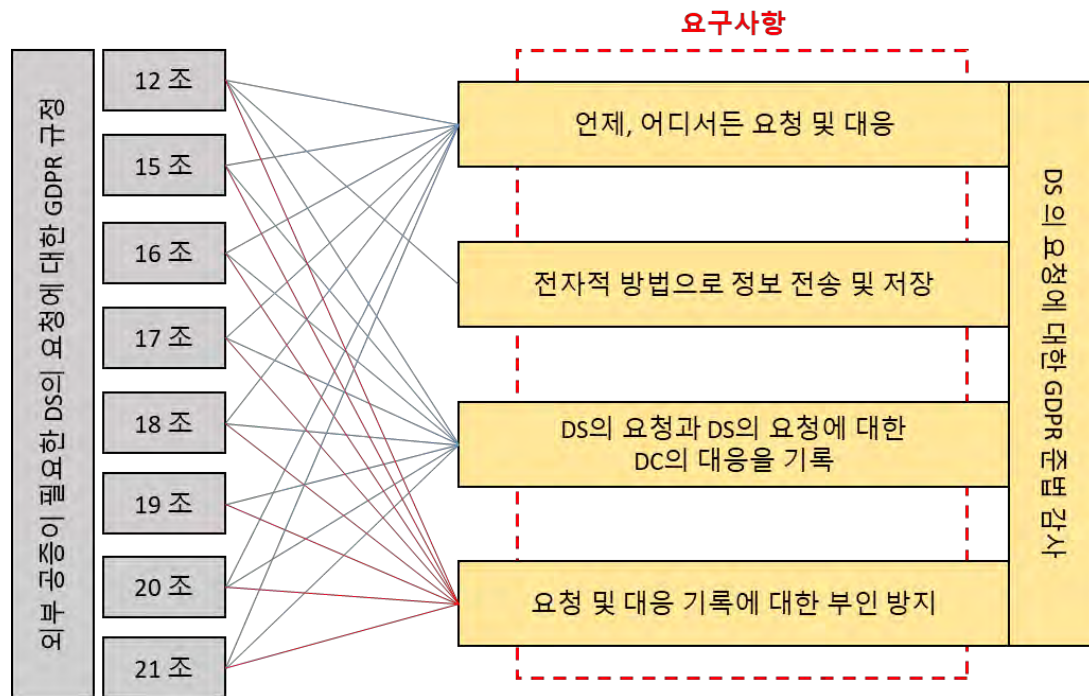 요구사항
외부 공증이 필요한 DS의 요청에 대한 GDPR 규정
12 조
15 조
16 조
17 조
18 조
19 조
20 조
21 조
언제, 어디서든 요청 및 대응
전자적 방법으로 정보 전송 및 저장
DS의 요청과 DS의 요청에 대한
DC의 대응을 기록
요청 및 대응 기록에 대한 부인 방지
DS 의 요청에 대한 GDPR 준법 감사